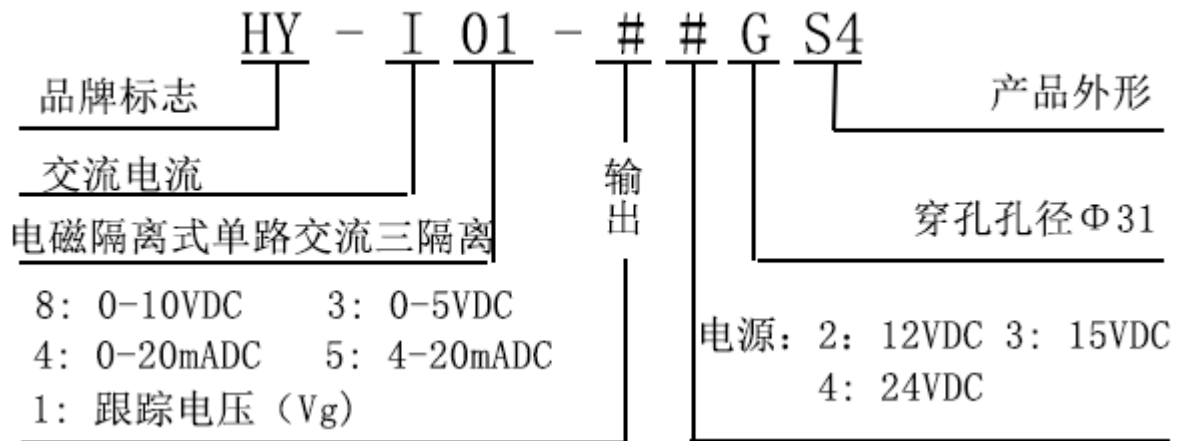 HY - I 01 - # # G S4
品牌标志
产品外形
交流电流
输出
穿孔孔径Φ31
电磁隔离式单路交流三隔离
8: 0-10VDC 3: 0-5VDC
4: 0-20mADC 5: 4-20mADC
1: 跟踪电压（Vg）
电源：2：12VDC 3：15VDC
4：24VDC